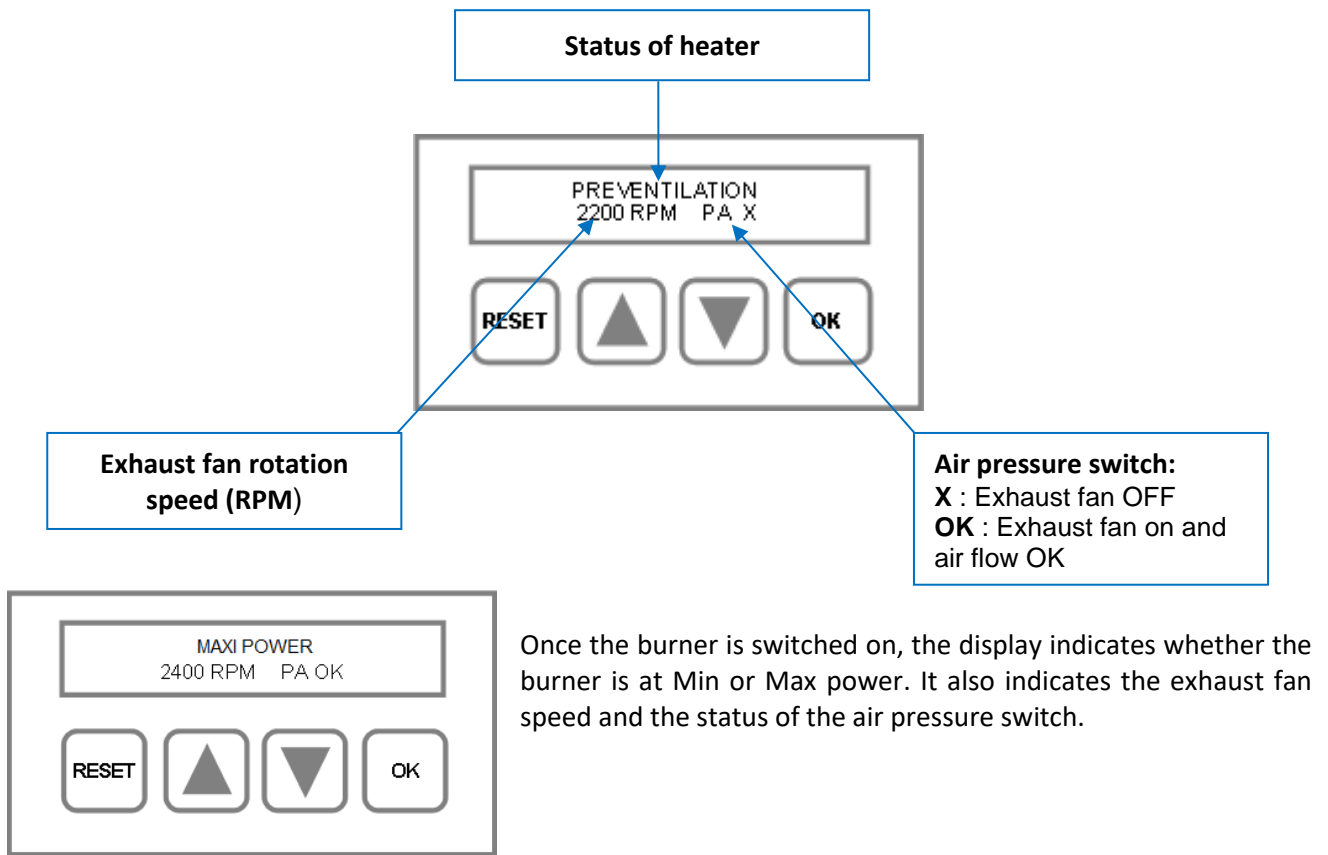 Status of heater
PREVENTILATION
2200 RPM PA X
RESET
OK
Exhaust fan rotation
speed (RPM)
Air pressure switch:
X : Exhaust fan OFF
OK : Exhaust fan on and
air flow OK
MAXI POWER
2400 RPM PA OK
RESET
OK
Once the burner is switched on, the display indicates whether the
burner is at Min or Max power. It also indicates the exhaust fan
speed and the status of the air pressure switch.